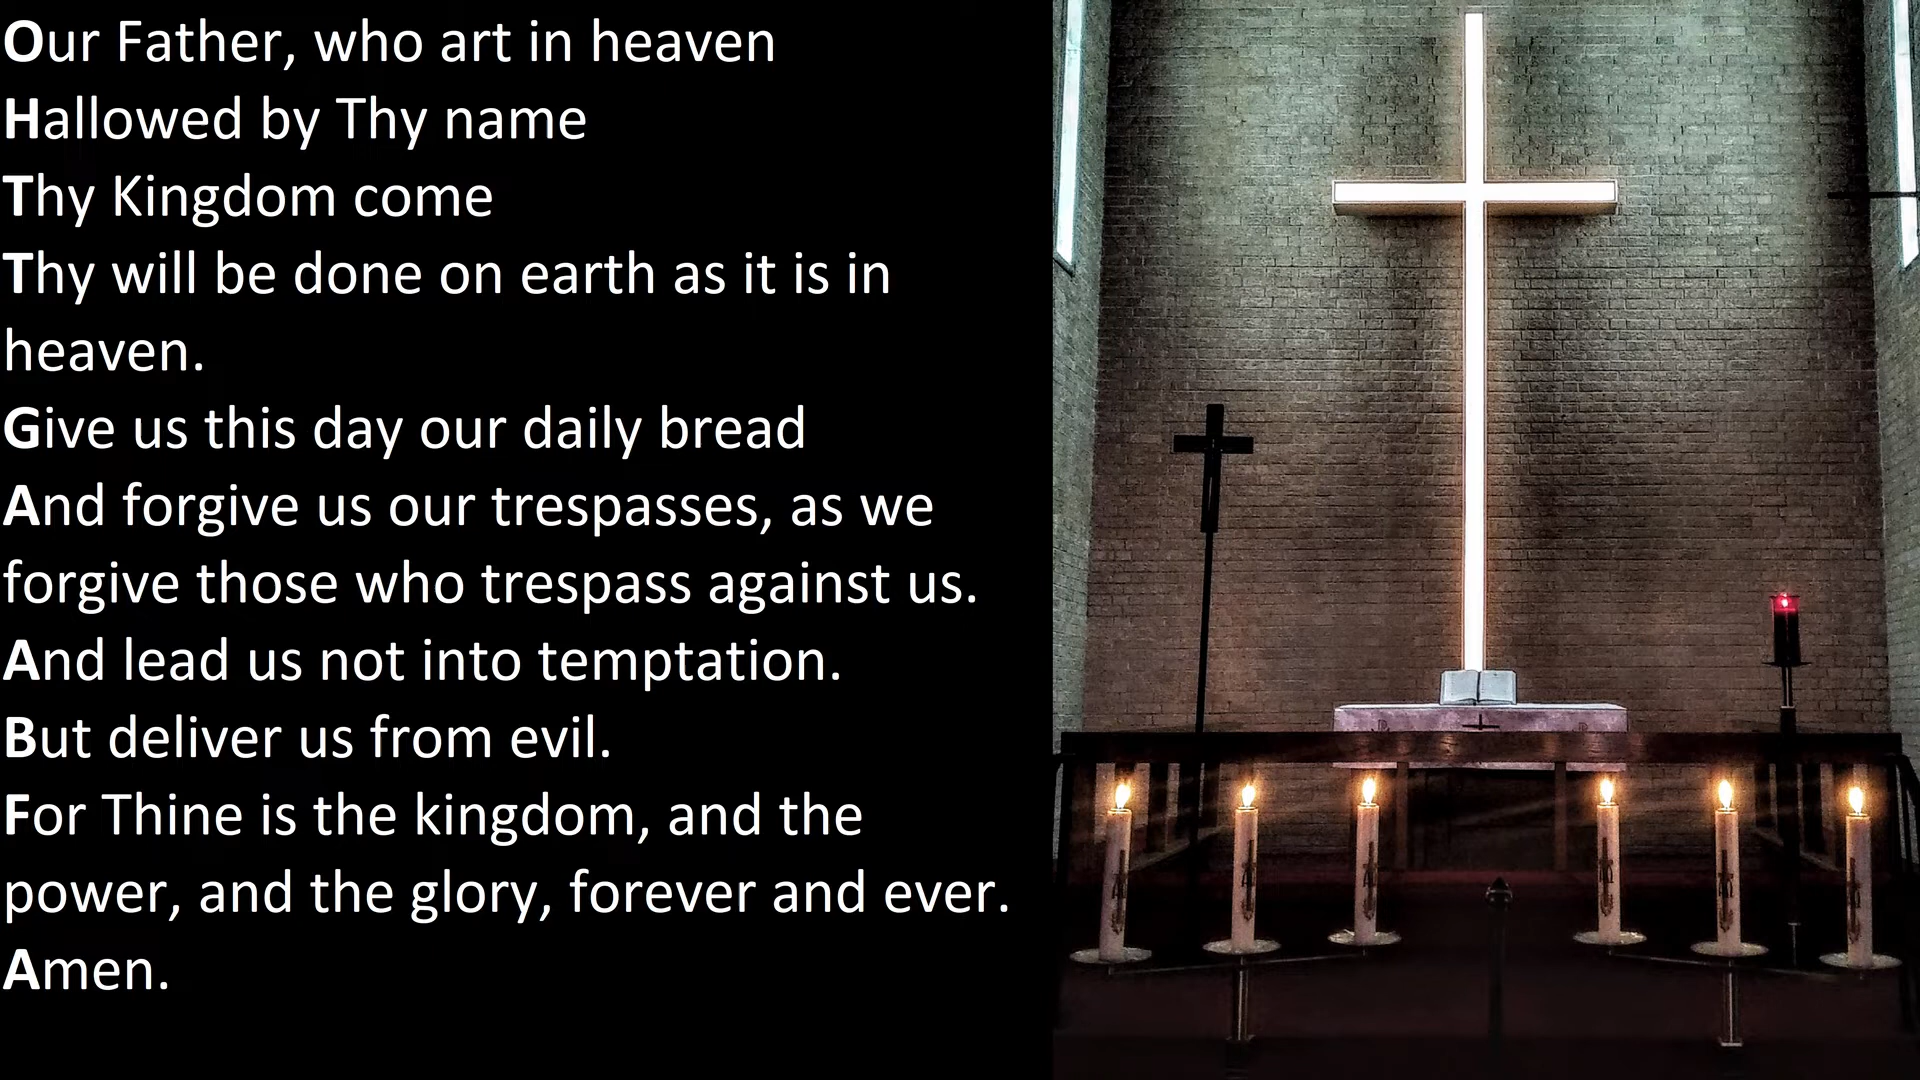 Our Father, who art in heaven
Hallowed by Thy name
Thy Kingdom come
Thy will be done on earth as it is in
heaven.
Give us this day our daily bread
And forgive us our trespasses, as we
forgive those who trespass against us.
And lead us not into temptation.
But deliver us from evil.
For Thine is the kingdom, and the
power, and the glory, forever and ever.
Amen.